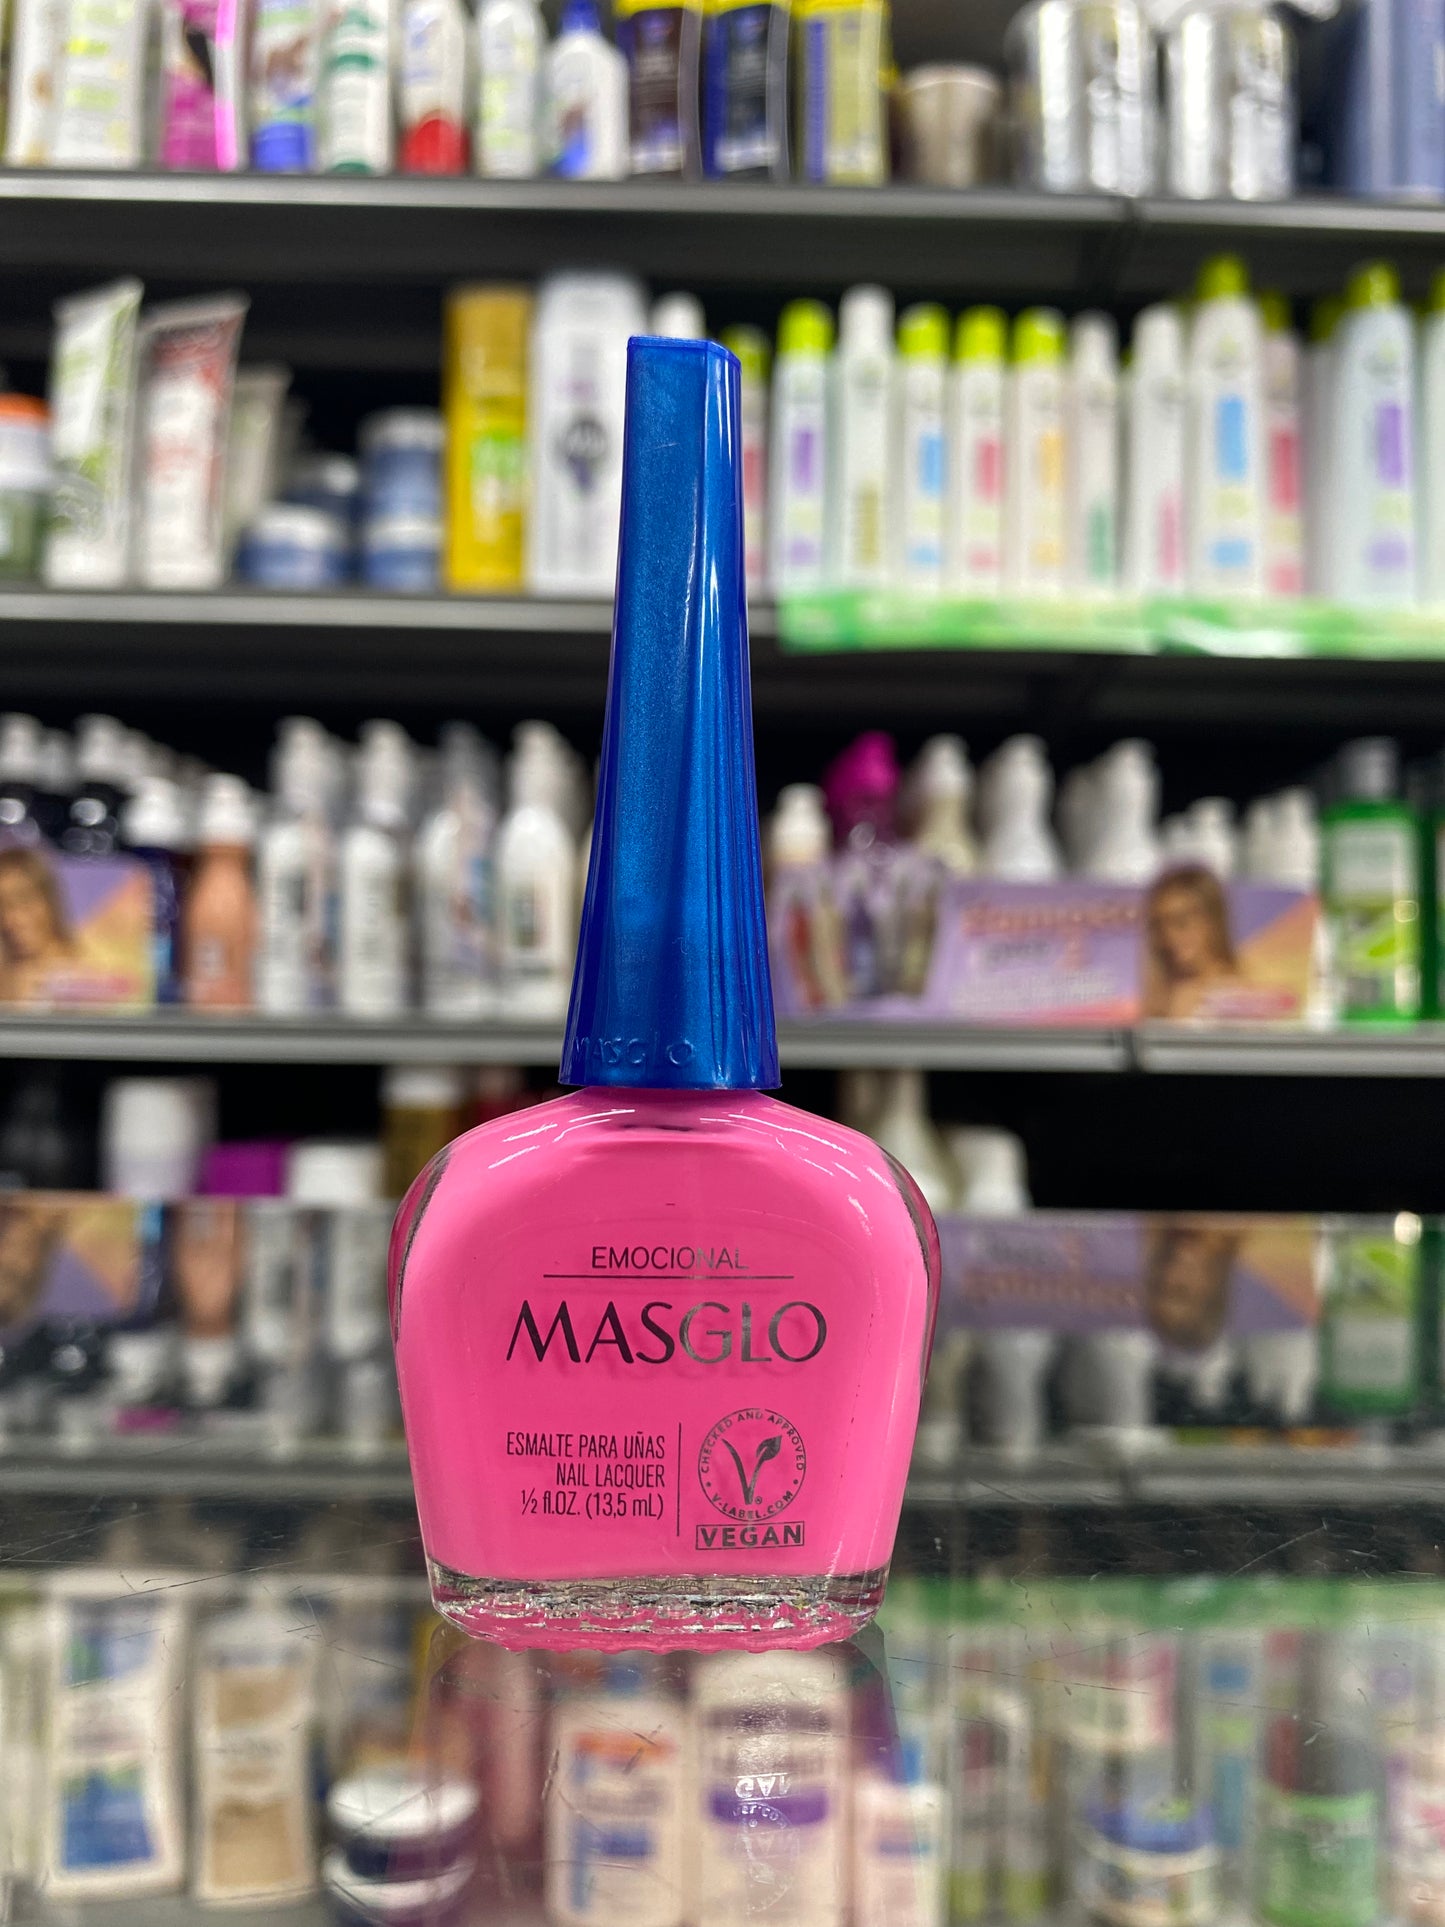 MASGLO
EMOCIONAL
MASGLO
ESMALTE PARA UÑAS
NAIL LACQUER
½ fl.OZ. (13,5 mL)
CHECKED AND APPROVED
V-LABEL.COM
VEGAN